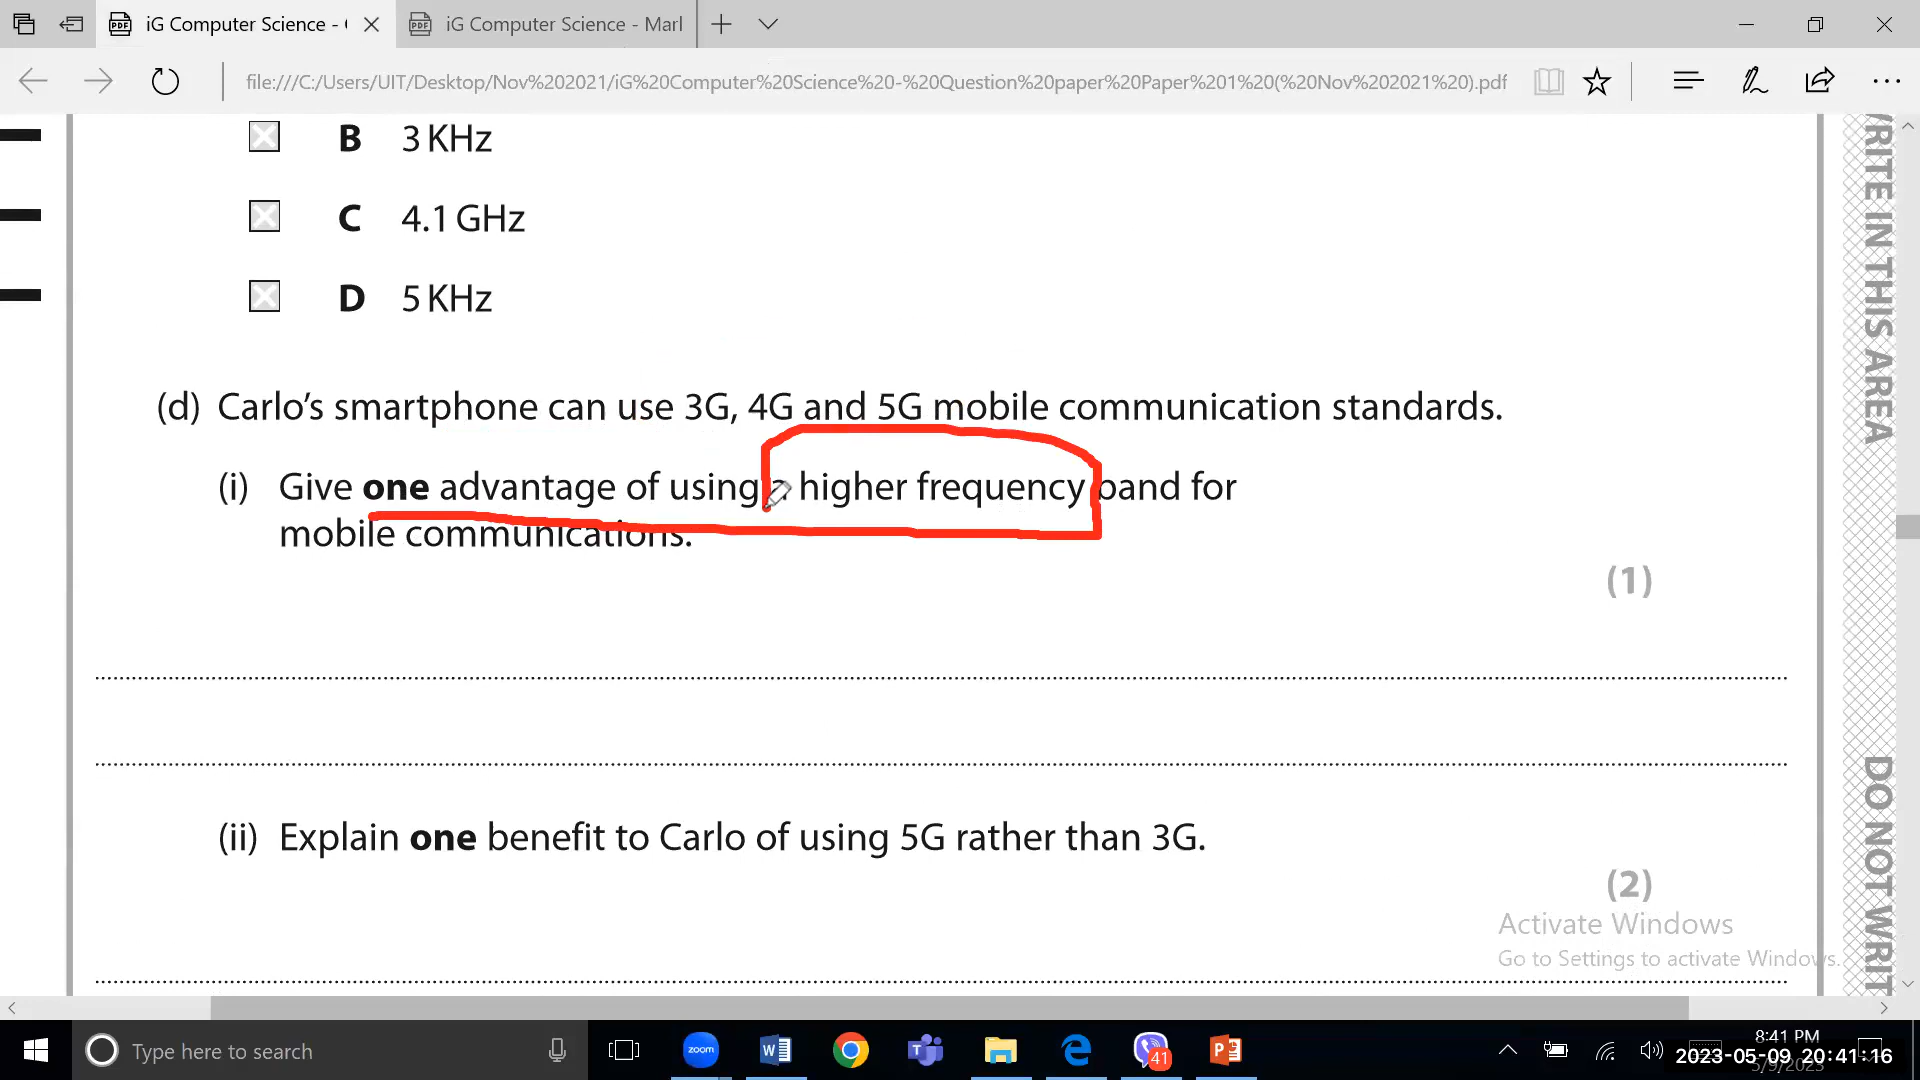 iG Computer Science - (
iG Computer Science - Marl
file:///C:/Users/UIT/Desktop/Nov%202021/iG%20Computer%20Science%20-%20Question%20paper%20Paper%201%20(%20Nov%202021%20).pdf
B 3 KHz
C 4.1 GHz
D 5 KHz
(d) Carlo's smartphone can use 3G, 4G and 5G mobile communication standards.
(i) Give one advantage of using a higher frequency band for
mobile communications.
(1)
(ii) Explain one benefit to Carlo of using 5G rather than 3G.
(2)
WRITE IN THIS AREA
DO NOT WRIT
Activate Windows
Go to Settings to activate Windows.
Type here to search
zoom
41
8:41 PM
2023-05-09 20:41:16
5/9/2023